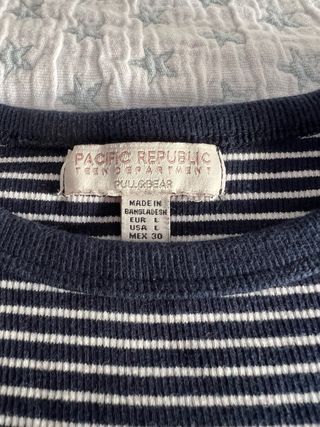 PACIFIC REPUBLIC
TEEN DEPARTMENT
PULL&BEAR
MADE IN
BANGLADESH
EUR L
USA L
MEX 30